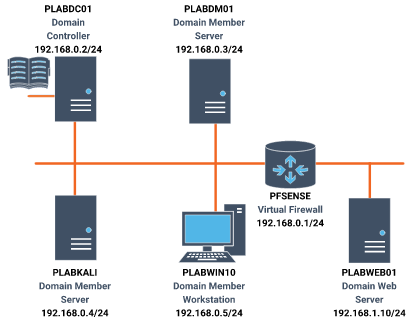 PLABDC01
Domain
Controller
192.168.0.2/24
PLABDM01
Domain Member
Server
192.168.0.3/24
PFSENSE
Virtual Firewall
192.168.0.1/24
PLABKALI
Domain Member
Server
192.168.0.4/24
PLABWIN10
Domain Member
Workstation
192.168.0.5/24
PLABWEB01
Domain Web
Server
192.168.1.10/24